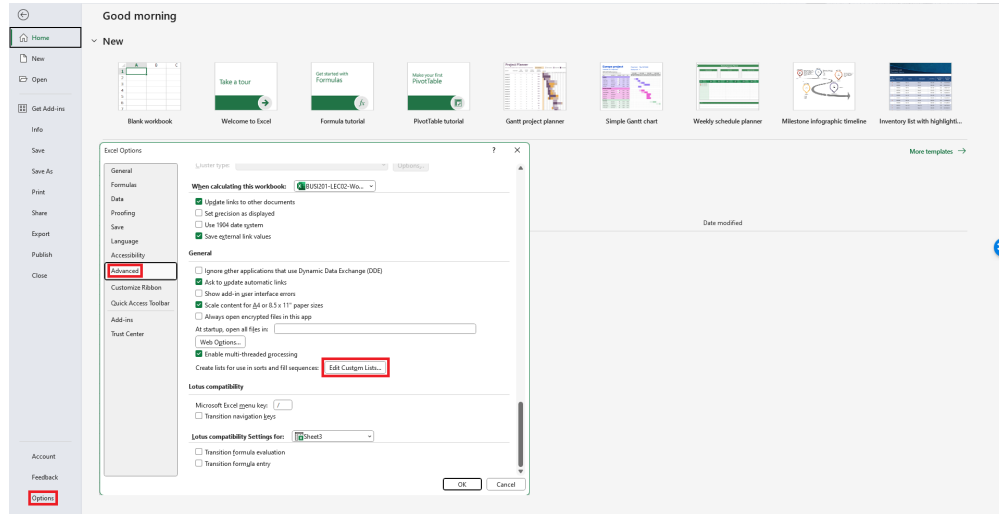 Good morning
Home
New
Open
Get Add-ins
Info
Save
Save As
Print
Share
Export
Publish
Close
Account
Feedback
Options
New
Blank workbook
Take a tour
Welcome to Excel
Get started with
Formulas
fx
Formula tutorial
Make your first
PivotTable
PivotTable tutorial
Project Planner
Gantt project planner
Simple Gantt chart
Weekly schedule planner
Milestone infographic timeline
Inventory list with highlighti...
More templates
Date modified
Excel Options
?
General
Formulas
Data
Proofing
Save
Language
Accessibility
Advanced
Customize Ribbon
Quick Access Toolbar
Add-ins
Trust Center
Cluster type:
Options...
When calculating this workbook: BUSI201-LEC02-Wo...
Update links to other documents
Set precision as displayed
Use 1904 date system
Save external link values
General
Ignore other applications that use Dynamic Data Exchange (DDE)
Ask to update automatic links
Show add-in user interface errors
Scale content for A4 or 8.5 x 11" paper sizes
Always open encrypted files in this app
At startup, open all files in:
Web Options...
Enable multi-threaded processing
Create lists for use in sorts and fill sequences: Edit Custom Lists...
Lotus compatibility
Microsoft Excel menu key: /
Transition navigation keys
Lotus compatibility Settings for: Sheet3
Transition formula evaluation
Transition formula entry
OK
Cancel